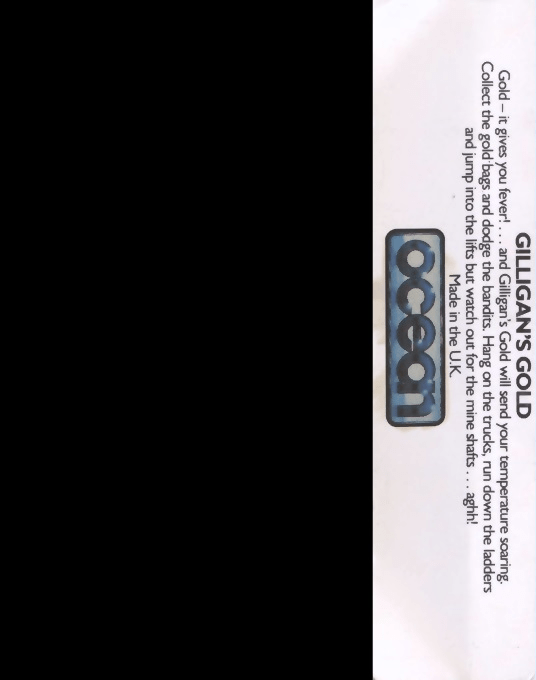 GILLIGAN'S GOLD
Gold – it gives you fever! . . . and Gilligan's Gold will send your temperature soaring.
Collect the gold bags and dodge the bandits. Hang on the trucks, run down the ladders
and jump into the lifts but watch out for the mine shafts . . . aghh!
Made in the U.K.
ocean